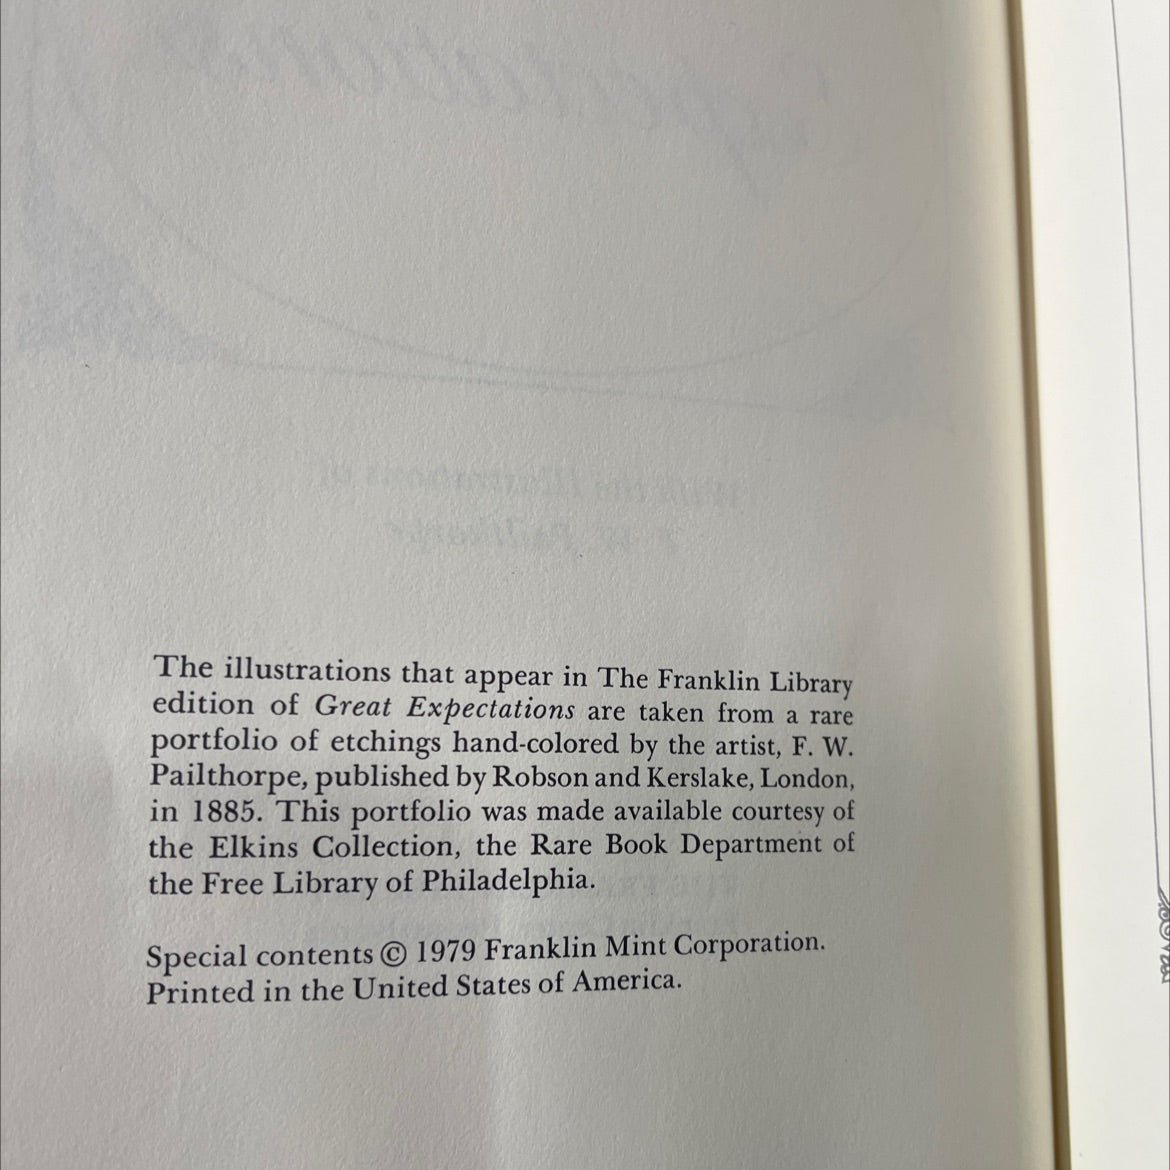 The illustrations that appear in The Franklin Library
edition of Great Expectations are taken from a rare
portfolio of etchings hand-colored by the artist, F. W.
Pailthorpe, published by Robson and Kerslake, London,
in 1885. This portfolio was made available courtesy of
the Elkins Collection, the Rare Book Department of
the Free Library of Philadelphia.
Special contents © 1979 Franklin Mint Corporation.
Printed in the United States of America.